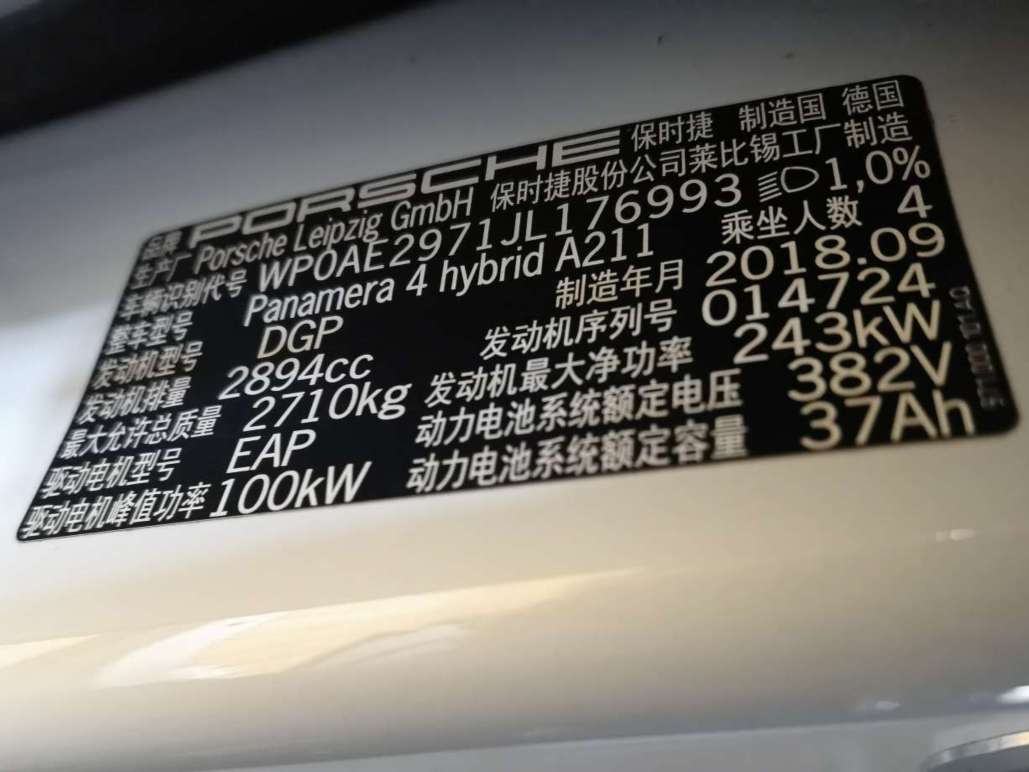 品牌 PORSCHE 保时捷 制造国 德国
生产厂 Porsche Leipzig GmbH 保时捷股份公司莱比锡工厂制造
车辆识别代号 WP0AE2971JL176993 1,0%
整车型号 Panamera 4 hybrid A211 乘坐人数 4
发动机型号 DGP 制造年月 2018.09
发动机排量 2894cc 发动机序列号 014724
最大允许总质量 2710kg 发动机最大净功率 243kW
驱动电机型号 EAP 动力电池系统额定电压 382V
驱动电机峰值功率 100kW 动力电池系统额定容量 37Ah